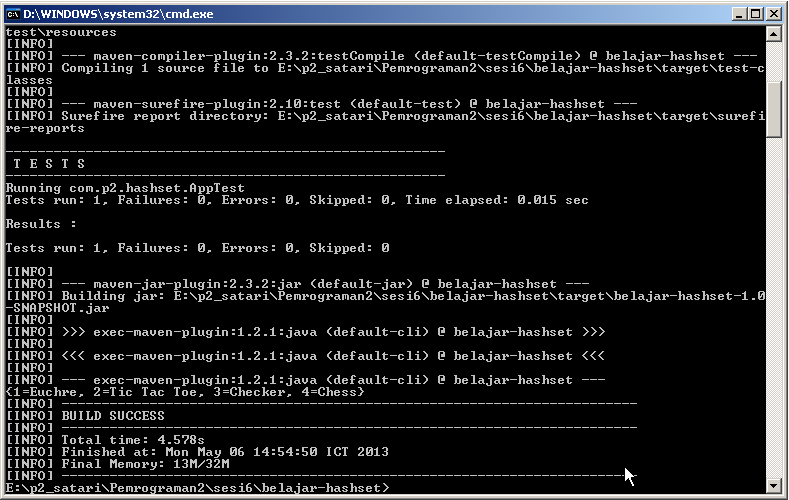 D:\WINDOWS\system32\cmd.exe
test\resources
[INFO]
[INFO] --- maven-compiler-plugin:2.3.2:testCompile (default-testCompile) @ belajar-hashset ---
[INFO] Compiling 1 source file to E:\p2_satari\Pemrograman2\sesi6\belajar-hashset\target\test-c
lasses
[INFO]
[INFO] --- maven-surefire-plugin:2.10:test (default-test) @ belajar-hashset ---
[INFO] Surefire report directory: E:\p2_satari\Pemrograman2\sesi6\belajar-hashset\target\surefi
re-reports

-------------------------------------------------------
 T E S T S
-------------------------------------------------------
Running com.p2.hashset.AppTest
Tests run: 1, Failures: 0, Errors: 0, Skipped: 0, Time elapsed: 0.015 sec

Results :

Tests run: 1, Failures: 0, Errors: 0, Skipped: 0

[INFO]
[INFO] --- maven-jar-plugin:2.3.2:jar (default-jar) @ belajar-hashset ---
[INFO] Building jar: E:\p2_satari\Pemrograman2\sesi6\belajar-hashset\target\belajar-hashset-1.0
-SNAPSHOT.jar
[INFO]
[INFO] >>> exec-maven-plugin:1.2.1:java (default-cli) @ belajar-hashset >>>
[INFO]
[INFO] <<< exec-maven-plugin:1.2.1:java (default-cli) @ belajar-hashset <<<
[INFO]
[INFO] --- exec-maven-plugin:1.2.1:java (default-cli) @ belajar-hashset ---
{1=Euchre, 2=Tic Tac Toe, 3=Checker, 4=Chess}
[INFO] ------------------------------------------------------------------------
[INFO] BUILD SUCCESS
[INFO] ------------------------------------------------------------------------
[INFO] Total time: 4.578s
[INFO] Finished at: Mon May 06 14:54:50 ICT 2013
[INFO] Final Memory: 13M/32M
[INFO] ------------------------------------------------------------------------
E:\p2_satari\Pemrograman2\sesi6\belajar-hashset>